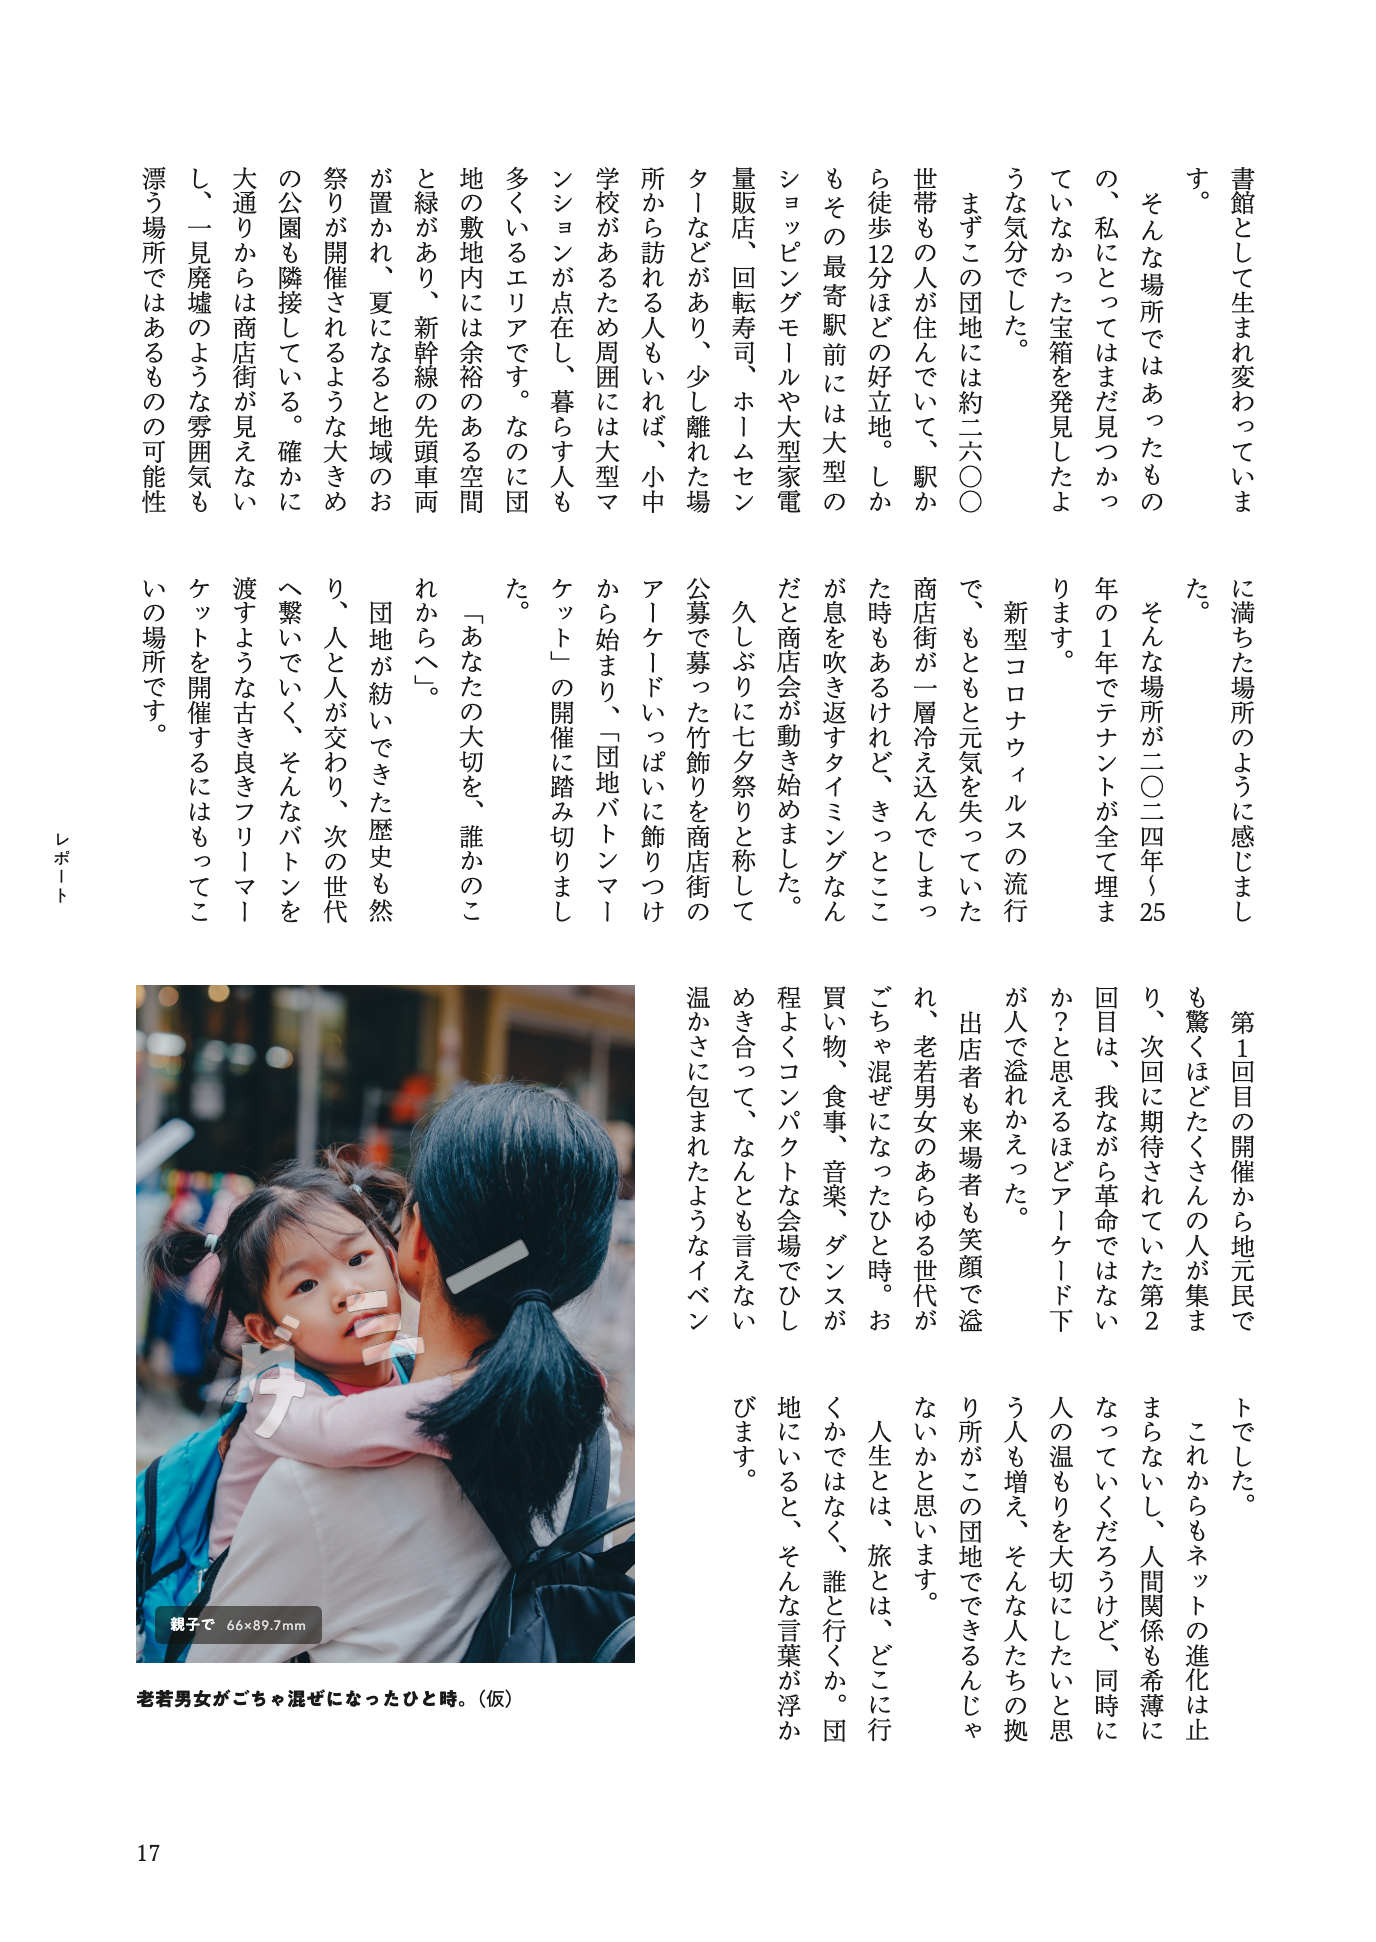 書館として生まれ変わっていま
す。
そんな場所ではあったもの
の、私にとってはまだ見つかっ
ていなかった宝箱を発見したよ
うな気分でした。
まずこの団地には約二六〇〇
世帯もの人が住んでいて、駅か
ら徒歩12分ほどの好立地。しか
もその最寄駅前には大型の
ショッピングモールや大型家電
量販店、回転寿司、ホームセン
ターなどがあり、少し離れた場
所から訪れる人もいれば、小中
学校があるため周囲には大型マ
ンションが点在し、暮らす人も
多くいるエリアです。なのに団
地の敷地内には余裕のある空間
と緑があり、新幹線の先頭車両
が置かれ、夏になると地域のお
祭りが開催されるような大きめ
の公園も隣接している。確かに
大通りからは商店街が見えない
し、一見廃墟のような雰囲気も
漂う場所ではあるものの可能性
に満ちた場所のように感じまし
た。
そんな場所が二〇二四年〜25
年の1年でテナントが全て埋ま
ります。
新型コロナウィルスの流行
で、もともと元気を失っていた
商店街が一層冷え込んでしまっ
た時もあるけれど、きっとここ
が息を吹き返すタイミングなん
だと商店会が動き始めました。
久しぶりに七夕祭りと称して
公募で募った竹飾りを商店街の
アーケードいっぱいに飾りつけ
から始まり、「団地バトンマー
ケット」の開催に踏み切りまし
た。
「あなたの大切を、誰かのこ
れからへ」。
団地が紡いできた歴史も然
り、人と人が交わり、次の世代
へ繋いでいく、そんなバトンを
渡すような古き良きフリーマー
ケットを開催するにはもってこ
いの場所です。
第1回目の開催から地元民で
も驚くほどたくさんの人が集ま
り、次回に期待されていた第2
回目は、我ながら革命ではない
か？と思えるほどアーケード下
が人で溢れかえった。
出店者も来場者も笑顔で溢
れ、老若男女のあらゆる世代が
ごちゃ混ぜになったひと時。お
買い物、食事、音楽、ダンスが
程よくコンパクトな会場でひし
めき合って、なんとも言えない
温かさに包まれたようなイベン
トでした。
これからもネットの進化は止
まらないし、人間関係も希薄に
なっていくだろうけど、同時に
人の温もりを大切にしたいと思
う人も増え、そんな人たちの拠
り所がこの団地でできるんじゃ
ないかと思います。
人生とは、旅とは、どこに行
くかではなく、誰と行くか。団
地にいると、そんな言葉が浮か
びます。
ダミー
親子で 66×89.7mm
老若男女がごちゃ混ぜになったひと時。（仮）
レポート
17